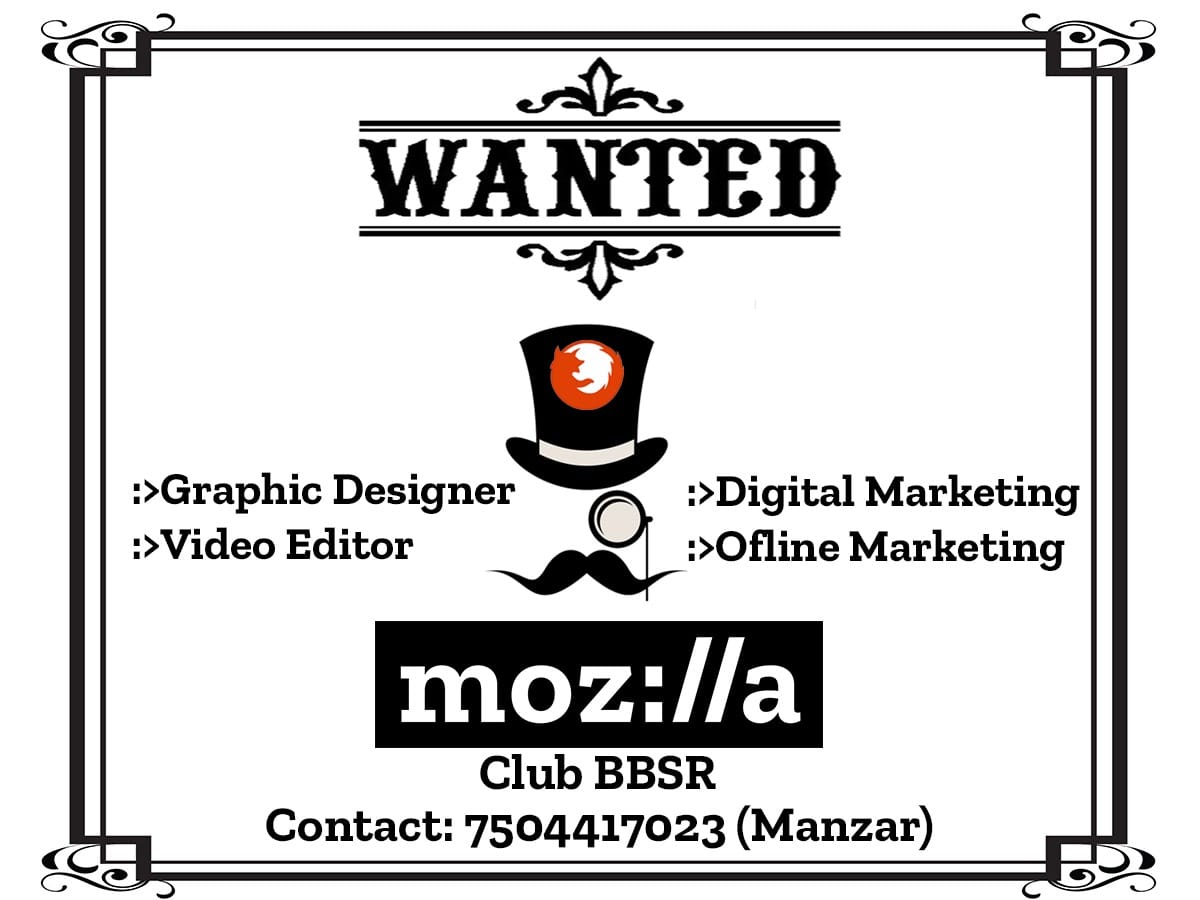 WANTED
:>Graphic Designer
:>Video Editor
:>Digital Marketing
:>Ofline Marketing
moz://a
Club BBSR
Contact: 7504417023 (Manzar)